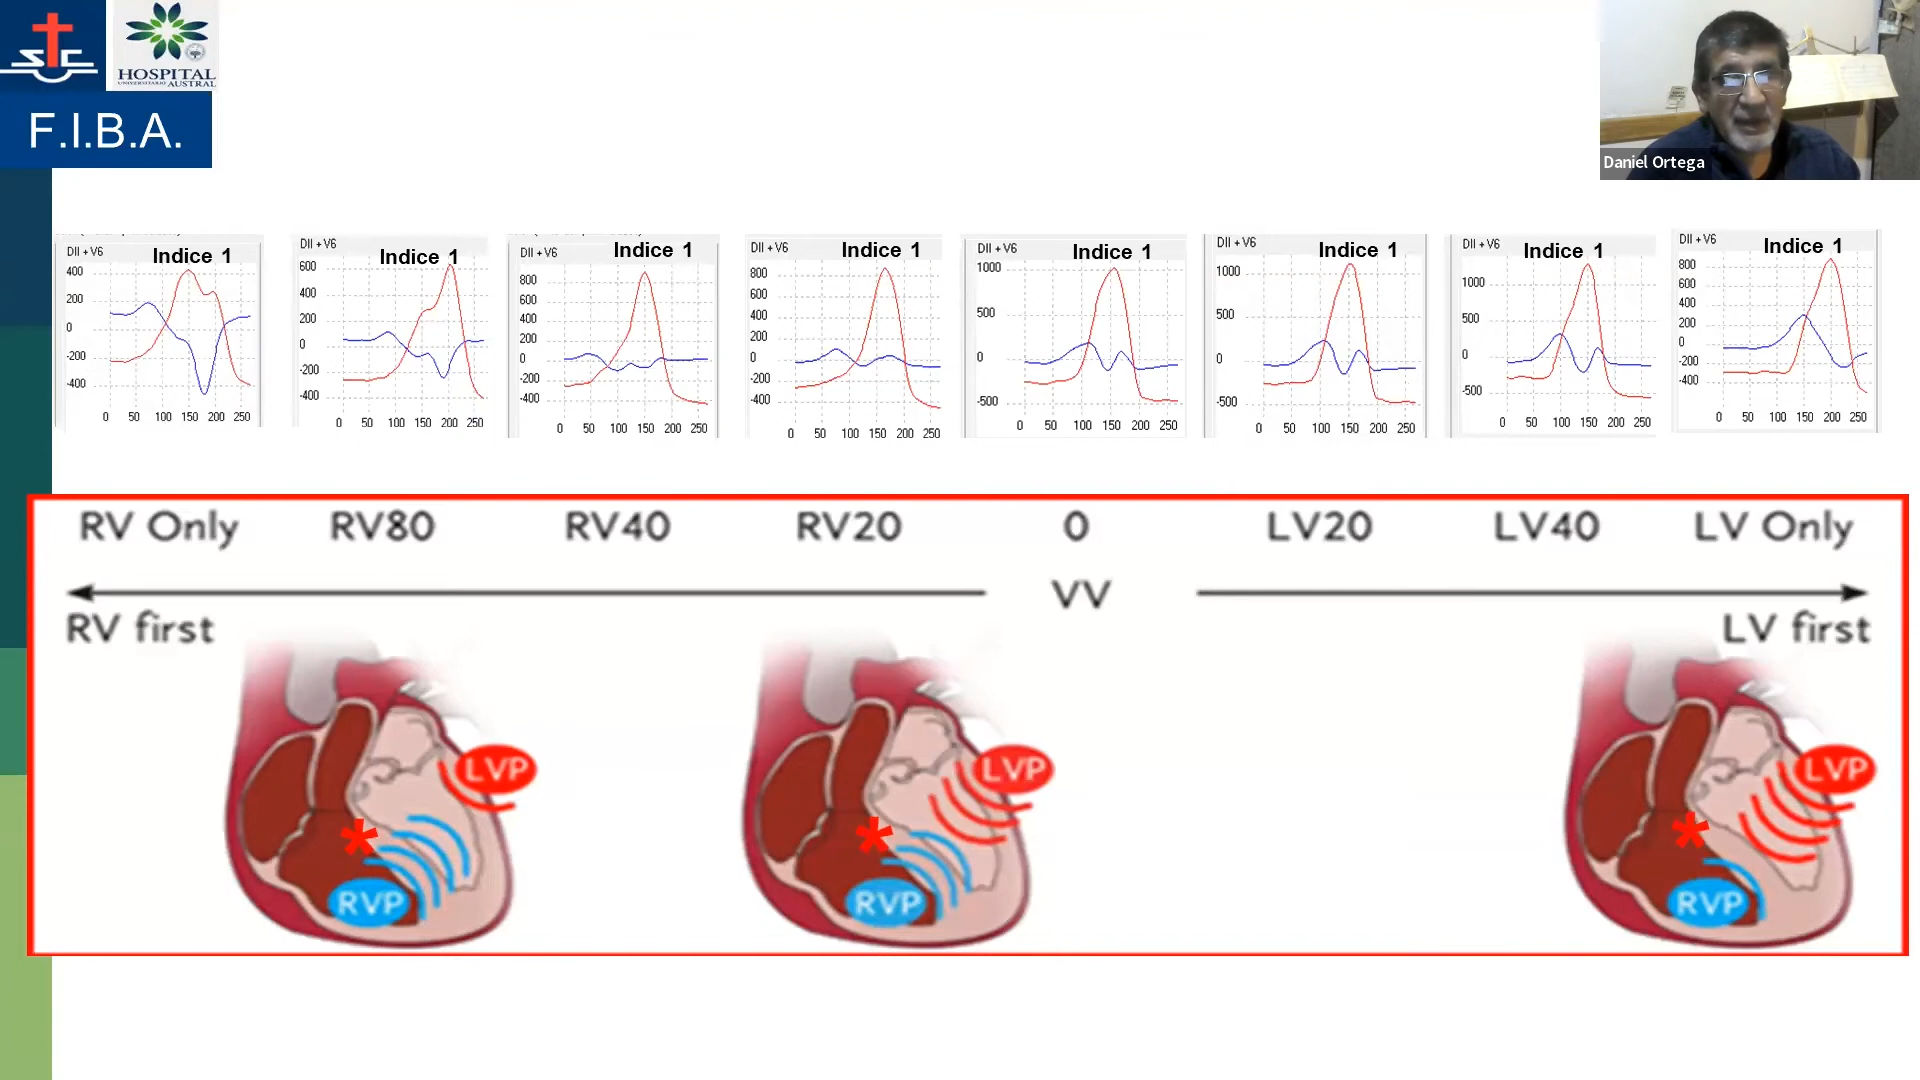 HOSPITAL
UNIVERSITARIO AUSTRAL
F.I.B.A.
Daniel Ortega
DII + V6
Indice 1
400
200
0
-200
-400
0 50 100 150 200 250
DII + V6
Indice 1
600
400
200
0
-200
-400
0 50 100 150 200 250
DII + V6
Indice 1
800
600
400
200
0
-200
-400
0 50 100 150 200 250
DII + V6
Indice 1
800
600
400
200
0
-200
-400
0 50 100 150 200 250
DII + V6
Indice 1
1000
500
0
-500
0 50 100 150 200 250
DII + V6
Indice 1
1000
500
0
-500
0 50 100 150 200 250
DII + V6
Indice 1
1000
500
0
-500
0 50 100 150 200 250
DII + V6
Indice 1
800
600
400
200
0
-200
-400
0 50 100 150 200 250
RV Only RV80 RV40 RV20 0 LV20 LV40 LV Only
VV
RV first LV first
LVP
RVP
LVP
RVP
LVP
RVP